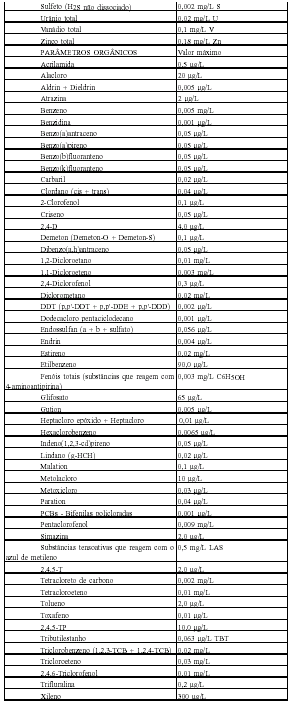 Sulfeto (H2S não dissociado) 0,002 mg/L S
Urânio total 0,02 mg/L U
Vanádio total 0,1 mg/L V
Zinco total 0,18 mg/L Zn
PARÂMETROS ORGÂNICOS Valor máximo
Acrilamida 0,5 µg/L
Alacloro 20 µg/L
Aldrin + Dieldrin 0,005 µg/L
Atrazina 2 µg/L
Benzeno 0,005 mg/L
Benzidina 0,001 µg/L
Benzo(a)antraceno 0,05 µg/L
Benzo(a)pireno 0,05 µg/L
Benzo(b)fluoranteno 0,05 µg/L
Benzo(k)fluoranteno 0,05 µg/L
Carbaril 0,02 µg/L
Clordano (cis + trans) 0,04 µg/L
2-Clorofenol 0,1 µg/L
Criseno 0,05 µg/L
2,4-D 4,0 µg/L
Demeton (Demeton-O + Demeton-S) 0,1 µg/L
Dibenzo(a,h)antraceno 0,05 µg/L
1,2-Dicloroetano 0,01 mg/L
1,1-Dicloroeteno 0,003 mg/L
2,4-Diclorofenol 0,3 µg/L
Diclorometano 0,02 mg/L
DDT (p,p'-DDT + p,p'-DDE + p,p'-DDD) 0,002 µg/L
Dodecacloro pentaciclodecano 0,001 µg/L
Endossulfan (a + b + sulfato) 0,056 µg/L
Endrin 0,004 µg/L
Estireno 0,02 mg/L
Etilbenzeno 90,0 µg/L
Fenóis totais (substâncias que reagem com 0,003 mg/L C6H5OH
4-aminoantipirina)
Glifosato 65 µg/L
Gution 0,005 µg/L
Heptacloro epóxido + Heptacloro 0,01 µg/L
Hexaclorobenzeno 0,0065 µg/L
Indeno(1,2,3-cd)pireno 0,05 µg/L
Lindano (g-HCH) 0,02 µg/L
Malation 0,1 µg/L
Metolacloro 10 µg/L
Metoxicloro 0,03 µg/L
Paration 0,04 µg/L
PCBs - Bifenilas policloradas 0,001 µg/L
Pentaclorofenol 0,009 mg/L
Simazina 2,0 µg/L
Substâncias tensoativas que reagem com o 0,5 mg/L LAS
azul de metileno
2,4,5-T 2,0 µg/L
Tetracloreto de carbono 0,002 mg/L
Tetracloroeteno 0,01 mg/L
Tolueno 2,0 µg/L
Toxafeno 0,01 µg/L
2,4,5-TP 10,0 µg/L
Tributilestanho 0,063 µg/L TBT
Triclorobenzeno (1,2,3-TCB + 1,2,4-TCB) 0,02 mg/L
Tricloroeteno 0,03 mg/L
2,4,6-Triclorofenol 0,01 mg/L
Trifluralina 0,2 µg/L
Xileno 300 µg/L